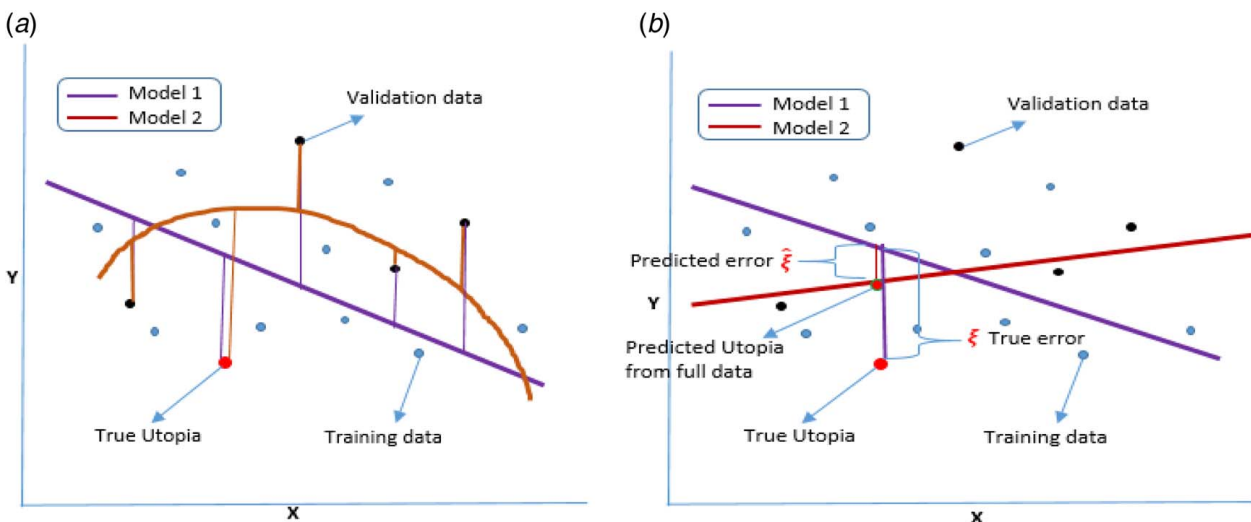 (a)
Model 1
Model 2
Validation data
Y
True Utopia
Training data
X
(b)
Model 1
Model 2
Validation data
Predicted error ξ̂
Y
ξ True error
Predicted Utopia
from full data
True Utopia
Training data
X